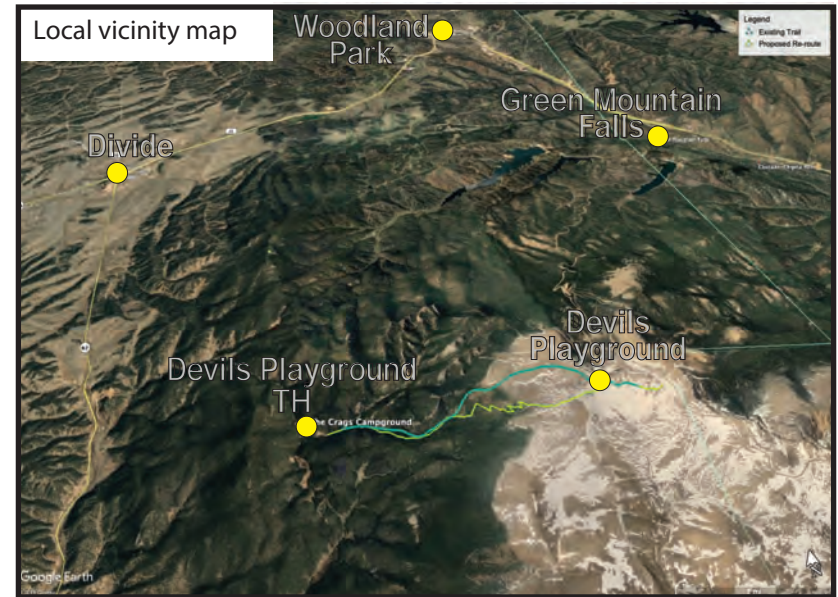 Local vicinity map
Woodland
Park
Legend
Existing Trail
Proposed Re-route
Green Mountain
Falls
Divide
Devils
Playground
Devils Playground
TH
he Crags Campground
Google Earth